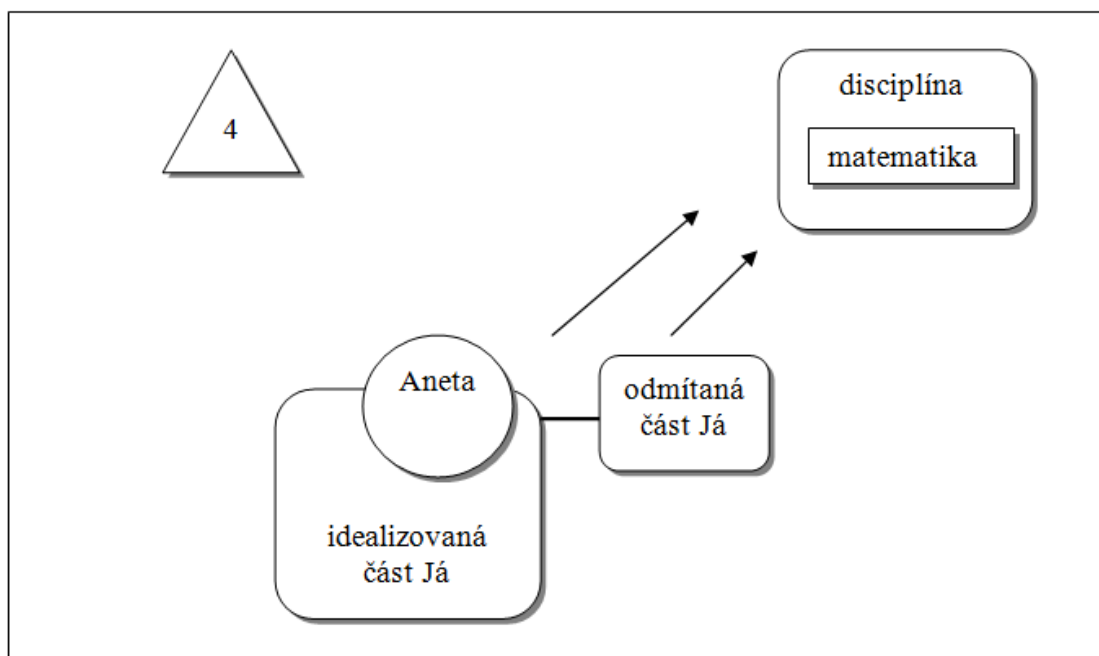 4
disciplína
matematika
Aneta
odmítaná
část Já
idealizovaná
část Já